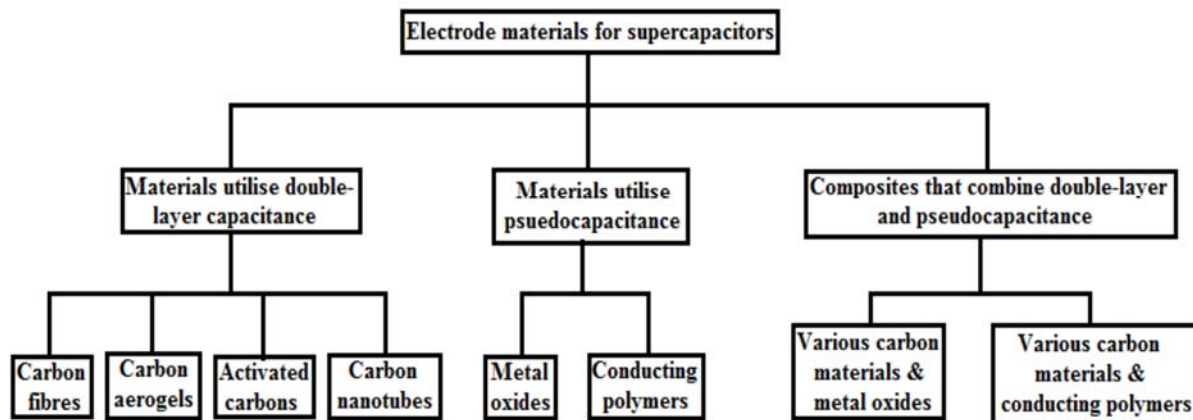 Electrode materials for supercapacitors
Materials utilise double-
layer capacitance
Materials utilise
psuedocapacitance
Composites that combine double-layer
and pseudocapacitance
Carbon
fibres
Carbon
aerogels
Activated
carbons
Carbon
nanotubes
Metal
oxides
Conducting
polymers
Various carbon
materials &
metal oxides
Various carbon
materials &
conducting polymers